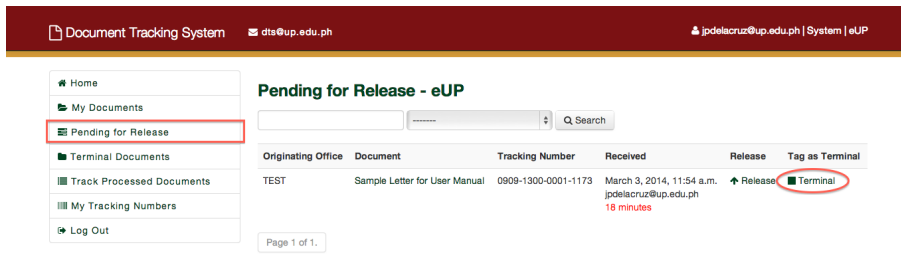 Document Tracking System
dts@up.edu.ph
jpdelacruz@up.edu.ph | System | eUP
Home
My Documents
Pending for Release
Terminal Documents
Track Processed Documents
My Tracking Numbers
Log Out
Pending for Release - eUP
-------
Search
Originating Office Document Tracking Number Received Release Tag as Terminal
TEST Sample Letter for User Manual 0909-1300-0001-1173 March 3, 2014, 11:54 a.m. Release Terminal
jpdelacruz@up.edu.ph
18 minutes
Page 1 of 1.